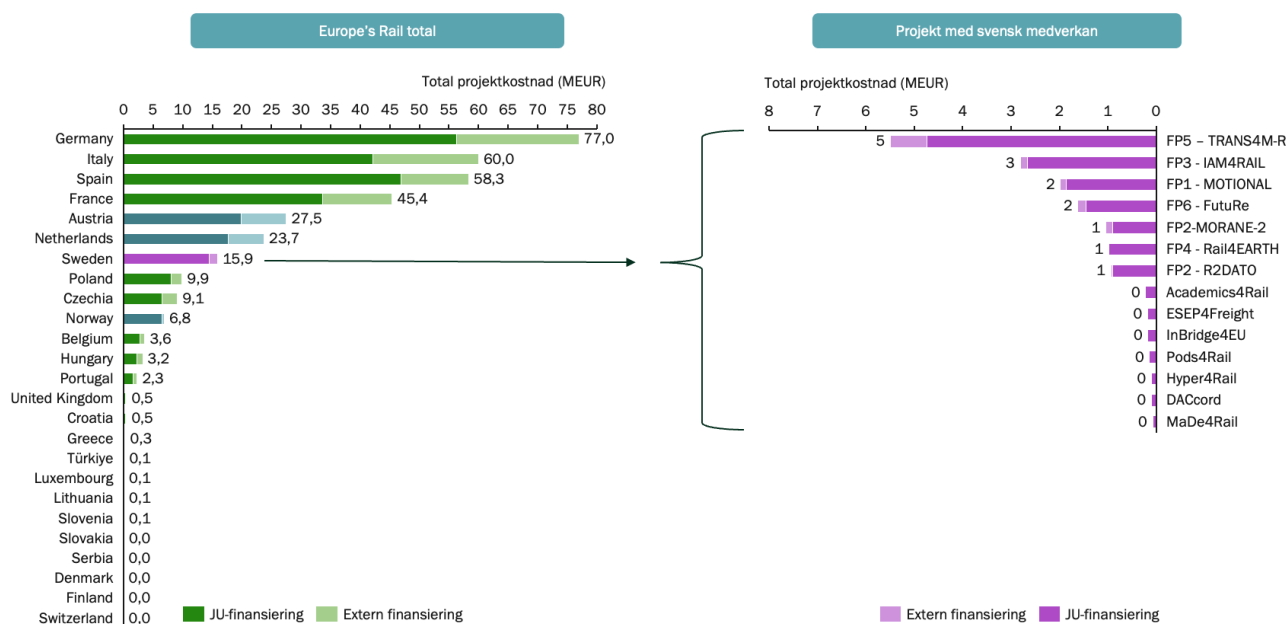 Europe's Rail total
Projekt med svensk medverkan
Total projektkostnad (MEUR)
0 5 10 15 20 25 30 35 40 45 50 55 60 65 70 75 80
Germany 77,0
Italy 60,0
Spain 58,3
France 45,4
Austria 27,5
Netherlands 23,7
Sweden 15,9
Poland 9,9
Czechia 9,1
Norway 6,8
Belgium 3,6
Hungary 3,2
Portugal 2,3
United Kingdom 0,5
Croatia 0,5
Greece 0,3
Türkiye 0,1
Luxembourg 0,1
Lithuania 0,1
Slovenia 0,1
Slovakia 0,0
Serbia 0,0
Denmark 0,0
Finland 0,0
Switzerland 0,0
JU-finansiering Extern finansiering
Total projektkostnad (MEUR)
8 7 6 5 4 3 2 1 0
5 FP5 – TRANS4M-R
3 FP3 - IAM4RAIL
2 FP1 - MOTIONAL
2 FP6 - FutuRe
1 FP2-MORANE-2
1 FP4 - Rail4EARTH
1 FP2 - R2DATO
0 Academics4Rail
0 ESEP4Freight
0 InBridge4EU
0 Pods4Rail
0 Hyper4Rail
0 DACcord
0 MaDe4Rail
Extern finansiering JU-finansiering